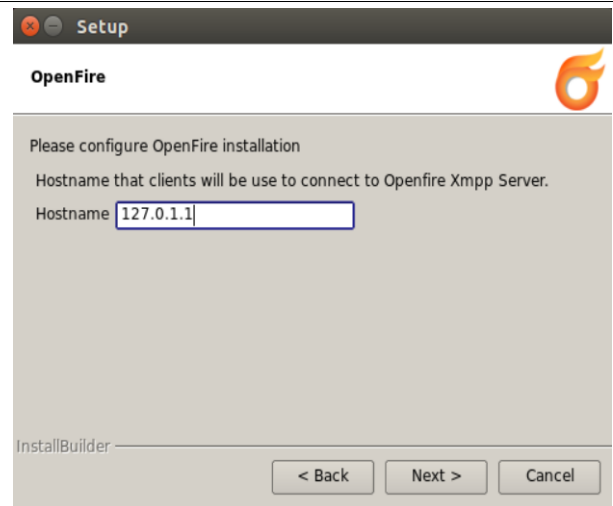 Setup
OpenFire
Please configure OpenFire installation
Hostname that clients will be use to connect to Openfire Xmpp Server.
Hostname 127.0.1.1
InstallBuilder
< Back Next > Cancel